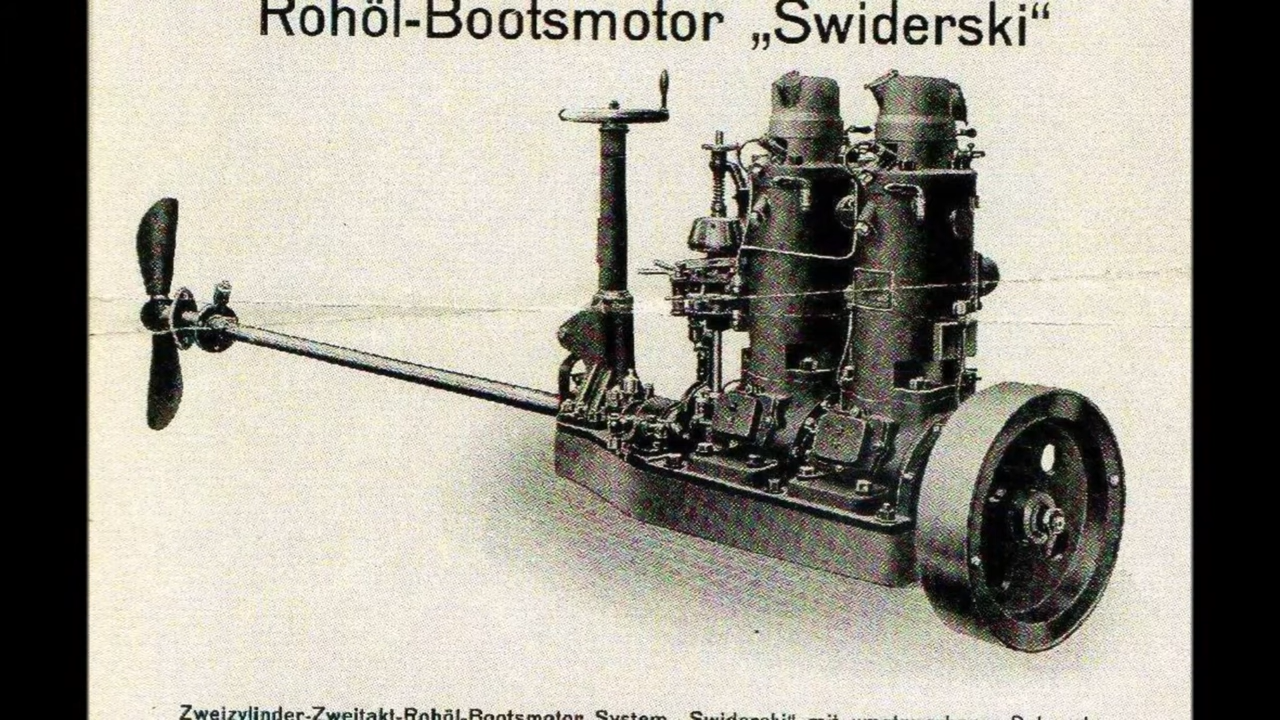 Rohöl-Bootsmotor „Swiderski“
Zweizylinder-Zweitakt-Rohöl-Bootsmotor System „Swiderski“ mit